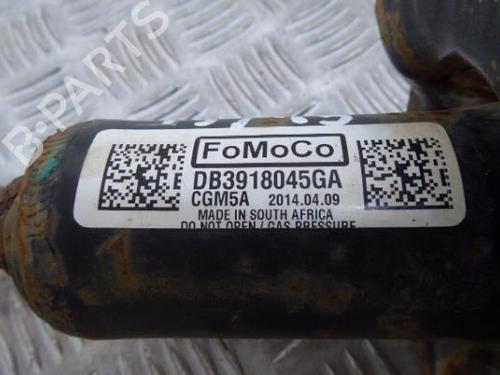 B-PARTS
FoMoCo
DB3918045GA
CGM5A 2014.04.09
MADE IN SOUTH AFRICA
DO NOT OPEN / GAS PRESSURE